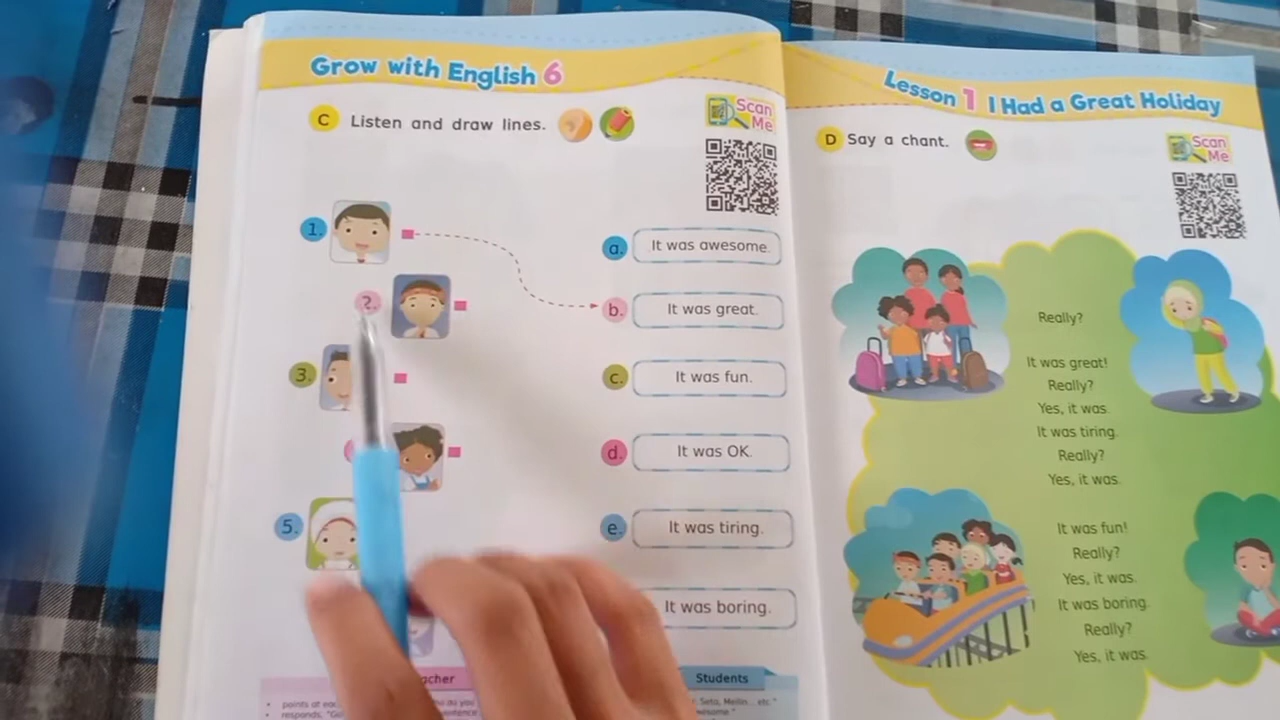 Grow with English 6
C Listen and draw lines.
Scan Me
1.
2.
3.
5.
a. It was awesome.
b. It was great.
c. It was fun.
d. It was OK.
e. It was tiring.
It was boring.
Students
Lesson 1 I Had a Great Holiday
D Say a chant.
Scan Me
Really?
It was great!
Really?
Yes, it was.
It was tiring.
Really?
Yes, it was.
It was fun!
Really?
Yes, it was.
It was boring.
Really?
Yes, it was.